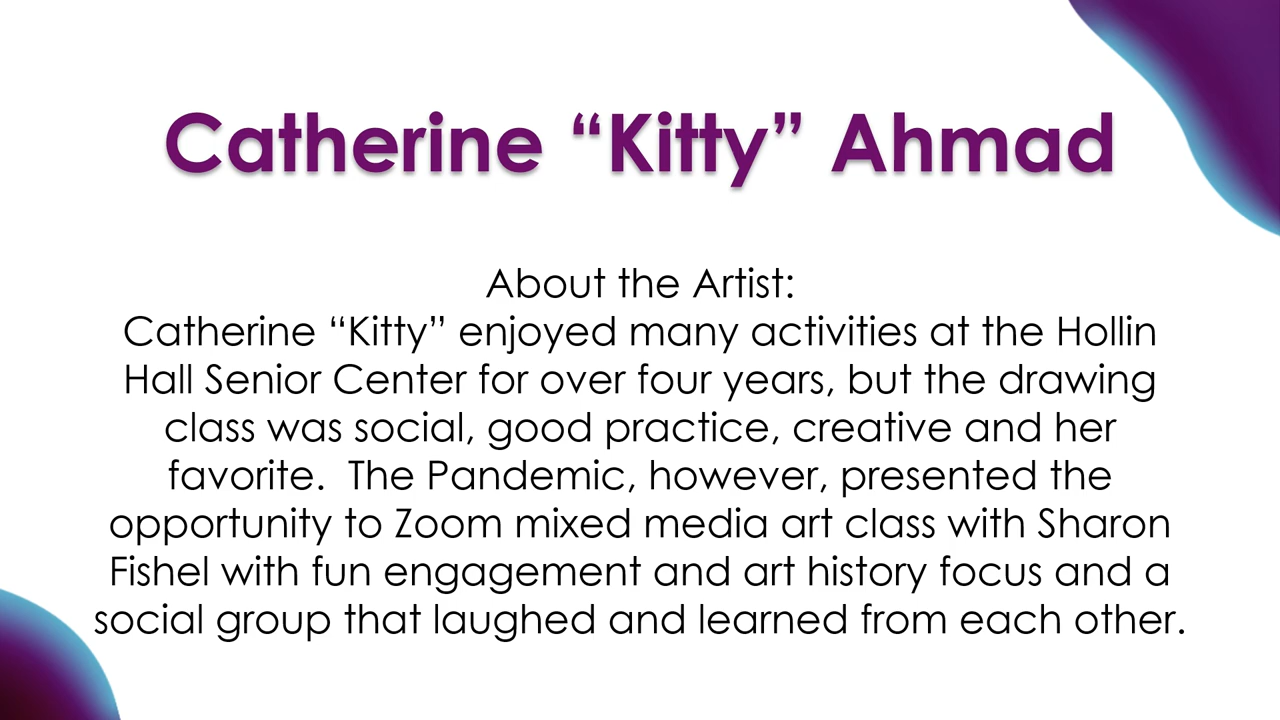 Catherine “Kitty” Ahmad
About the Artist:
Catherine “Kitty” enjoyed many activities at the Hollin
Hall Senior Center for over four years, but the drawing
class was social, good practice, creative and her
favorite.  The Pandemic, however, presented the
opportunity to Zoom mixed media art class with Sharon
Fishel with fun engagement and art history focus and a
social group that laughed and learned from each other.